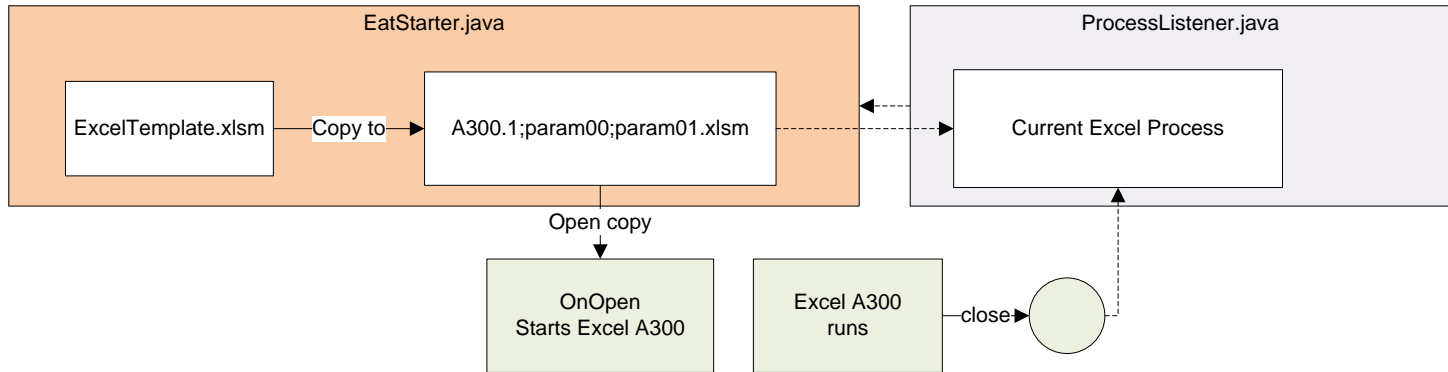 EatStarter.java
ProcessListener.java
ExcelTemplate.xlsm
Copy to
A300.1;param00;param01.xlsm
Current Excel Process
Open copy
OnOpen
Starts Excel A300
Excel A300
runs
close